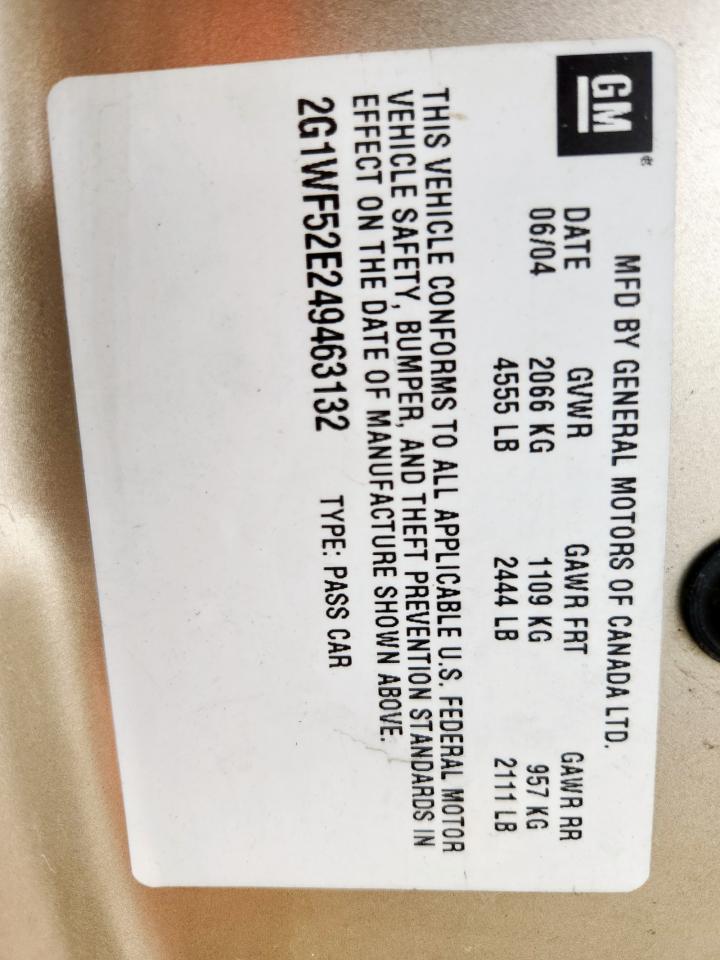 GM
®
MFD BY GENERAL MOTORS OF CANADA LTD.
DATE GVWR GAWR FRT GAWR RR
06/04 2066 KG 1109 KG 957 KG
4555 LB 2444 LB 2111 LB
THIS VEHICLE CONFORMS TO ALL APPLICABLE U.S. FEDERAL MOTOR
VEHICLE SAFETY, BUMPER, AND THEFT PREVENTION STANDARDS IN
EFFECT ON THE DATE OF MANUFACTURE SHOWN ABOVE.
2G1WF52E249463132 TYPE: PASS CAR